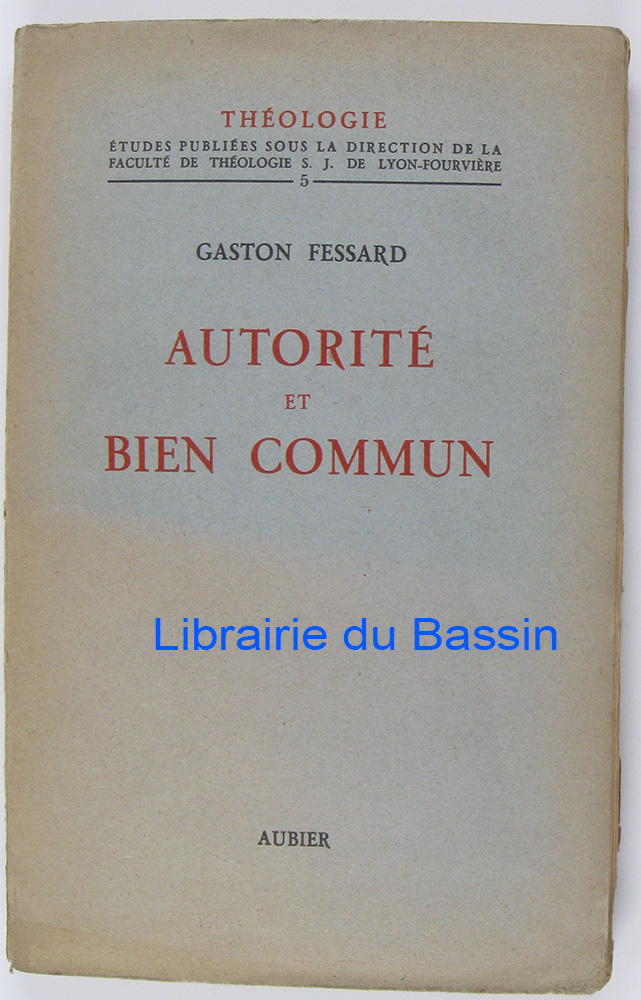 THÉOLOGIE
ÉTUDES PUBLIÉES SOUS LA DIRECTION DE LA
FACULTÉ DE THÉOLOGIE S. J. DE LYON-FOURVIÈRE
5
GASTON FESSARD
AUTORITÉ
ET
BIEN COMMUN
Librairie du Bassin
AUBIER